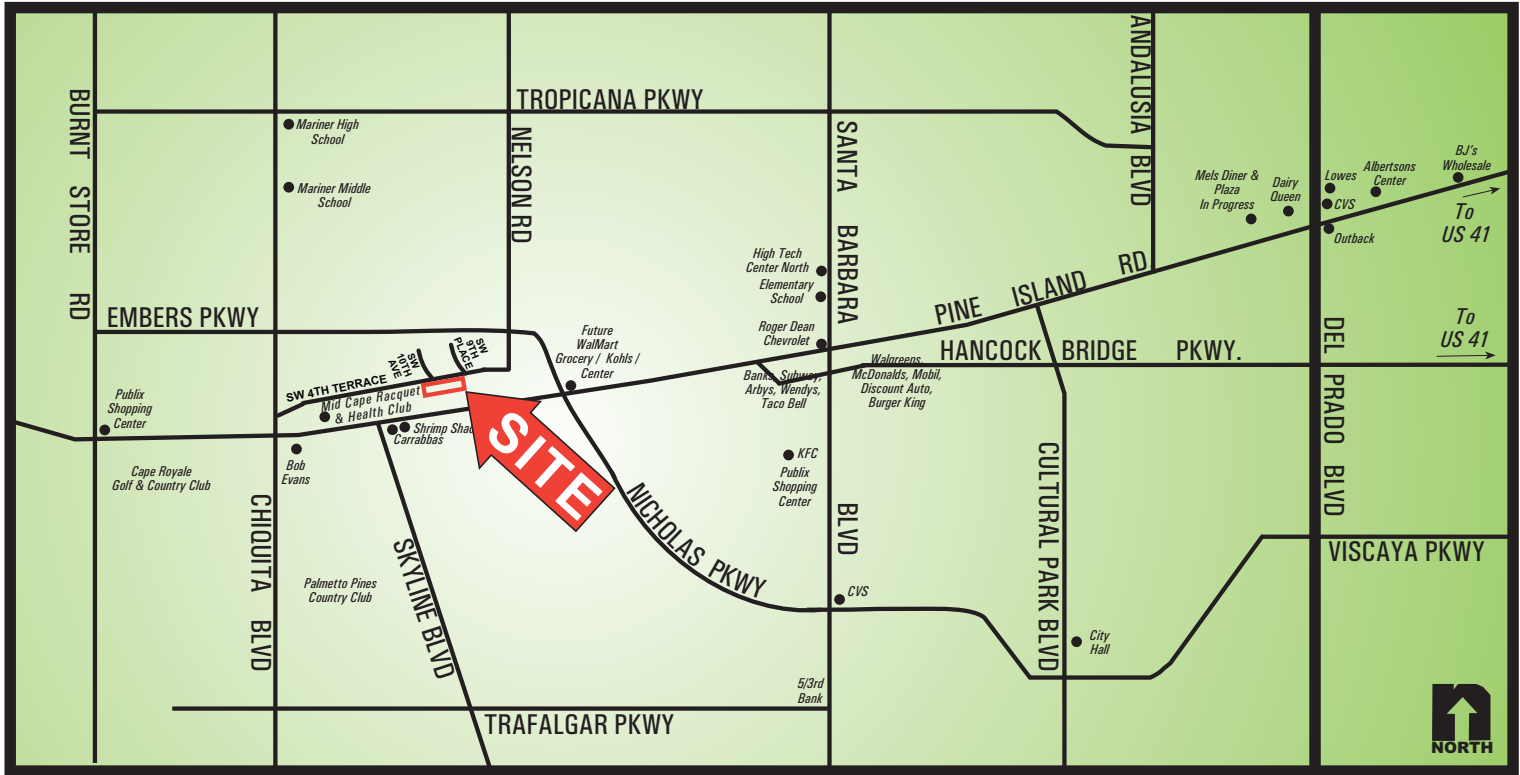 TROPICANA PKWY
BURNT STORE RD
Mariner High
School
Mariner Middle
School
NELSON RD
SANTA BARBARA BLVD
ANDALUSIA BLVD
Mels Diner &
Plaza
In Progress
Dairy
Queen
Lowes
CVS
Outback
Albertsons
Center
BJ's
Wholesale
To
US 41
High Tech
Center North
Elementary
School
Roger Dean
Chevrolet
PINE ISLAND RD.
EMBERS PKWY
SW
10TH
AVE
SW
9TH
PLACE
SW 4TH TERRACE
Future
WalMart
Grocery / Kohls /
Center
HANCOCK BRIDGE PKWY.
To
US 41
DEL PRADO BLVD
Banks, Subway,
Arbys, Wendys,
Taco Bell
Walgreens,
McDonalds, Mobil,
Discount Auto,
Burger King
Publix
Shopping
Center
Mid Cape Racquet
& Health Club
Shrimp Shac
Carrabbas
SITE
Bob
Evans
Cape Royale
Golf & Country Club
KFC
Publix
Shopping
Center
CHIQUITA BLVD
SKYLINE BLVD
NICHOLAS PKWY
CULTURAL PARK BLVD
VISCAYA PKWY
Palmetto Pines
Country Club
CVS
City
Hall
5/3rd
Bank
TRAFALGAR PKWY
n
NORTH